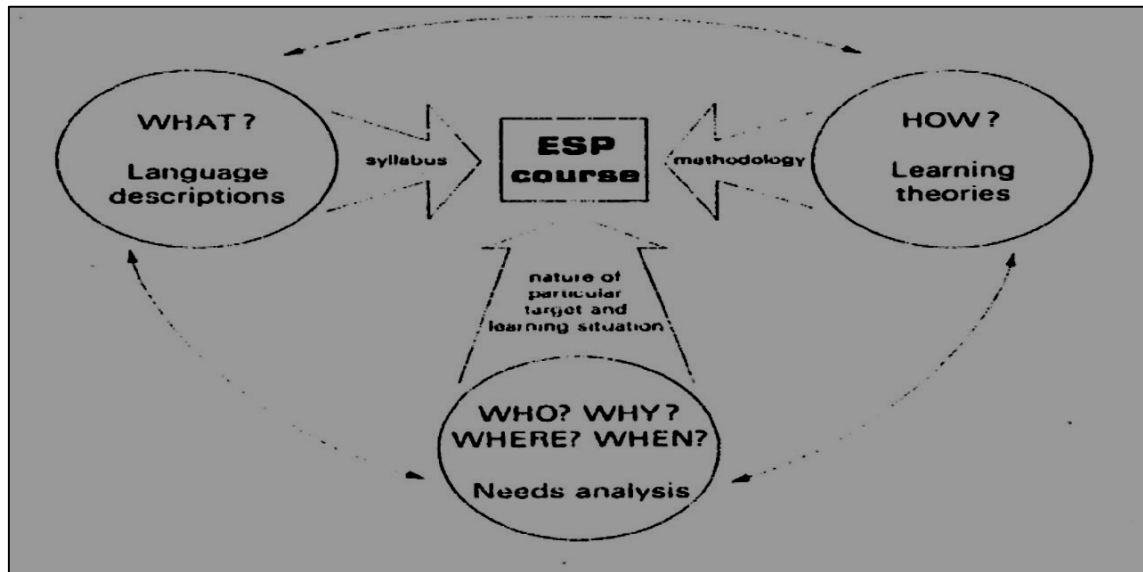 WHAT?
Language
descriptions
syllabus
ESP
course
methodology
HOW?
Learning
theories
nature of
particular
target and
learning situation
WHO? WHY?
WHERE? WHEN?
Needs analysis